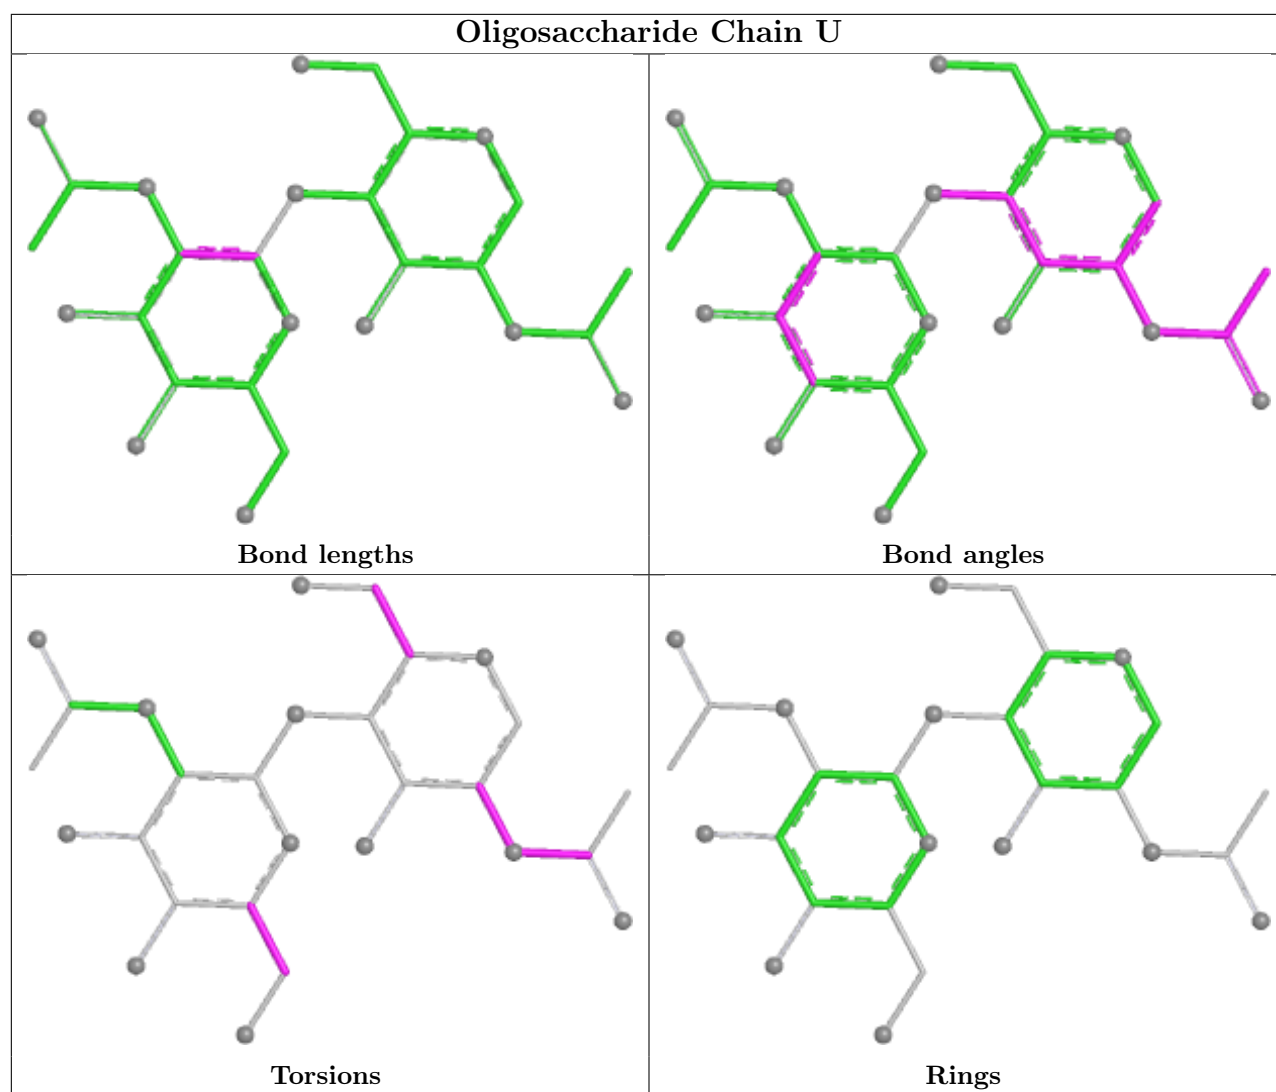 Oligosaccharide Chain U
Bond lengths
Bond angles
Torsions
Rings